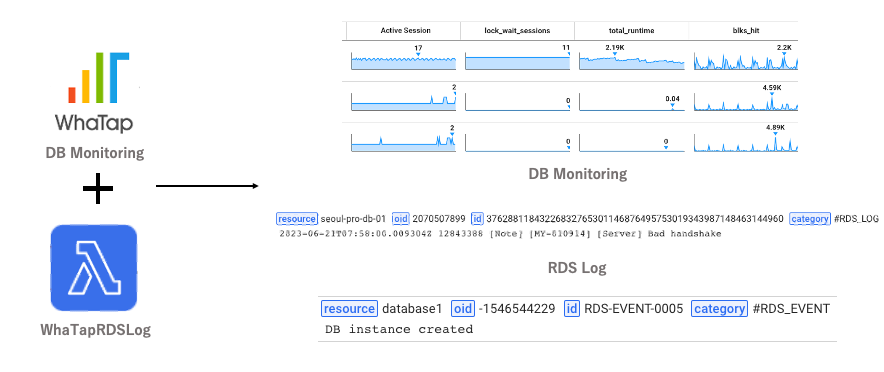 Active Session lock_wait_sessions total_runtime blks_hit
17 11 2.19K 2.2K
2 0 0.04 4.59K
2 0 0 4.89K
WhaTap
DB Monitoring
DB Monitoring
resource seoul-pro-db-01 oid 2070507899 id 37628811843226832765301146876495753019343987148463144960 category #RDS_LOG
2023-06-21T07:58:00.009304Z 12843388 [Note] [MY-010914] [Server] Bad handshake
RDS Log
WhaTapRDSLog
resource database1 oid -1546544229 id RDS-EVENT-0005 category #RDS_EVENT
DB instance created